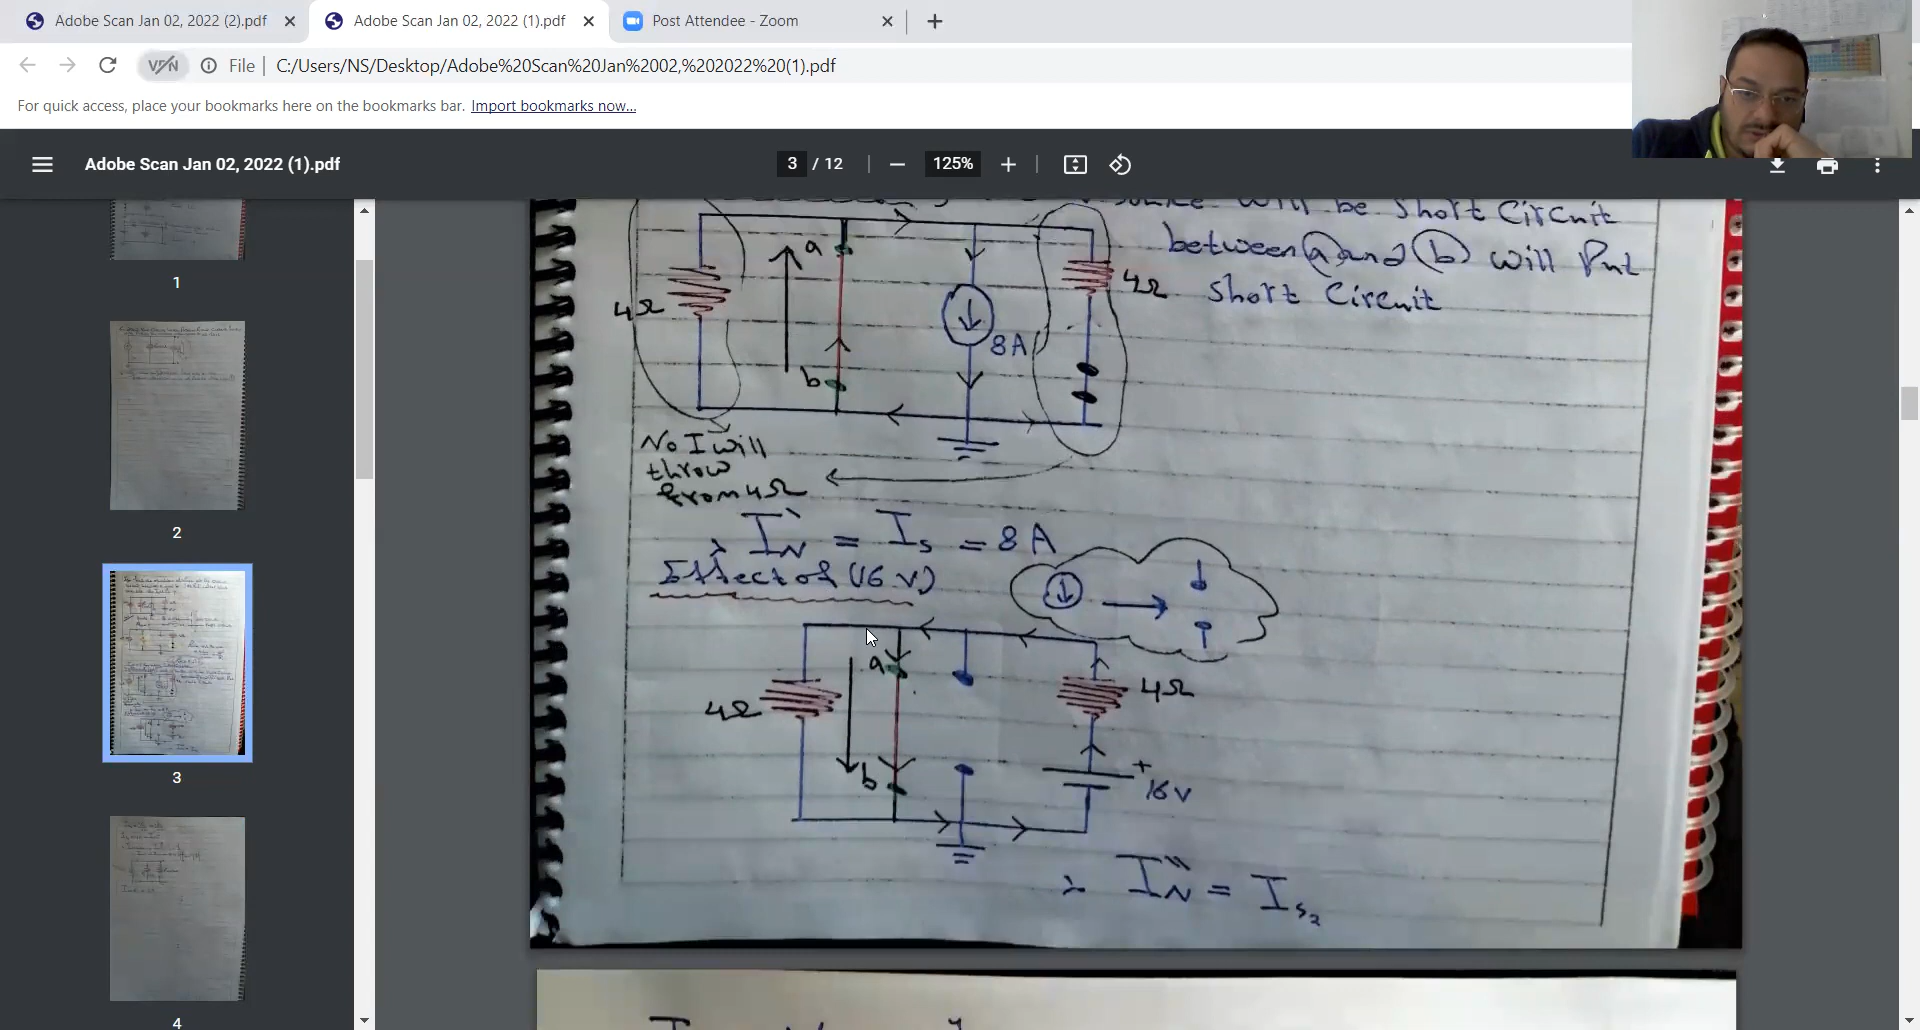 Adobe Scan Jan 02, 2022 (2).pdf
Adobe Scan Jan 02, 2022 (1).pdf
Post Attendee - Zoom
VPN
File
C:/Users/NS/Desktop/Adobe%20Scan%20Jan%2002,%202022%20(1).pdf
For quick access, place your bookmarks here on the bookmarks bar. Import bookmarks now...
Adobe Scan Jan 02, 2022 (1).pdf
3 / 12
125%
1
2
3
4
will be short circuit
between (a) and (b) will Put
short circuit
a
4Ω
8A
4Ω
b
No I will
throw
from 4Ω
I`N = Is = 8 A
Effect of (16 V)
a
4Ω
4Ω
b
+
16 V
I``N = Is2